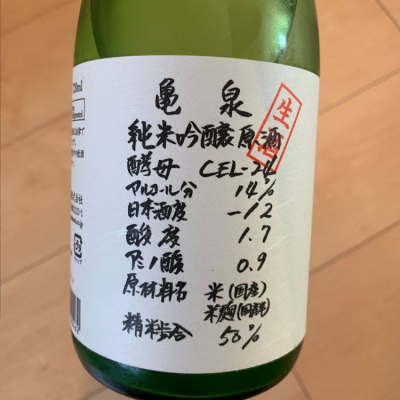 亀泉
純米吟醸原酒
生酒
酵母 CEL-24
アルコール分 14%
日本酒度 -12
酸度 1.7
アミノ酸 0.9
原材料名 米(国産)
米麹(国産米)
精米歩合 50%